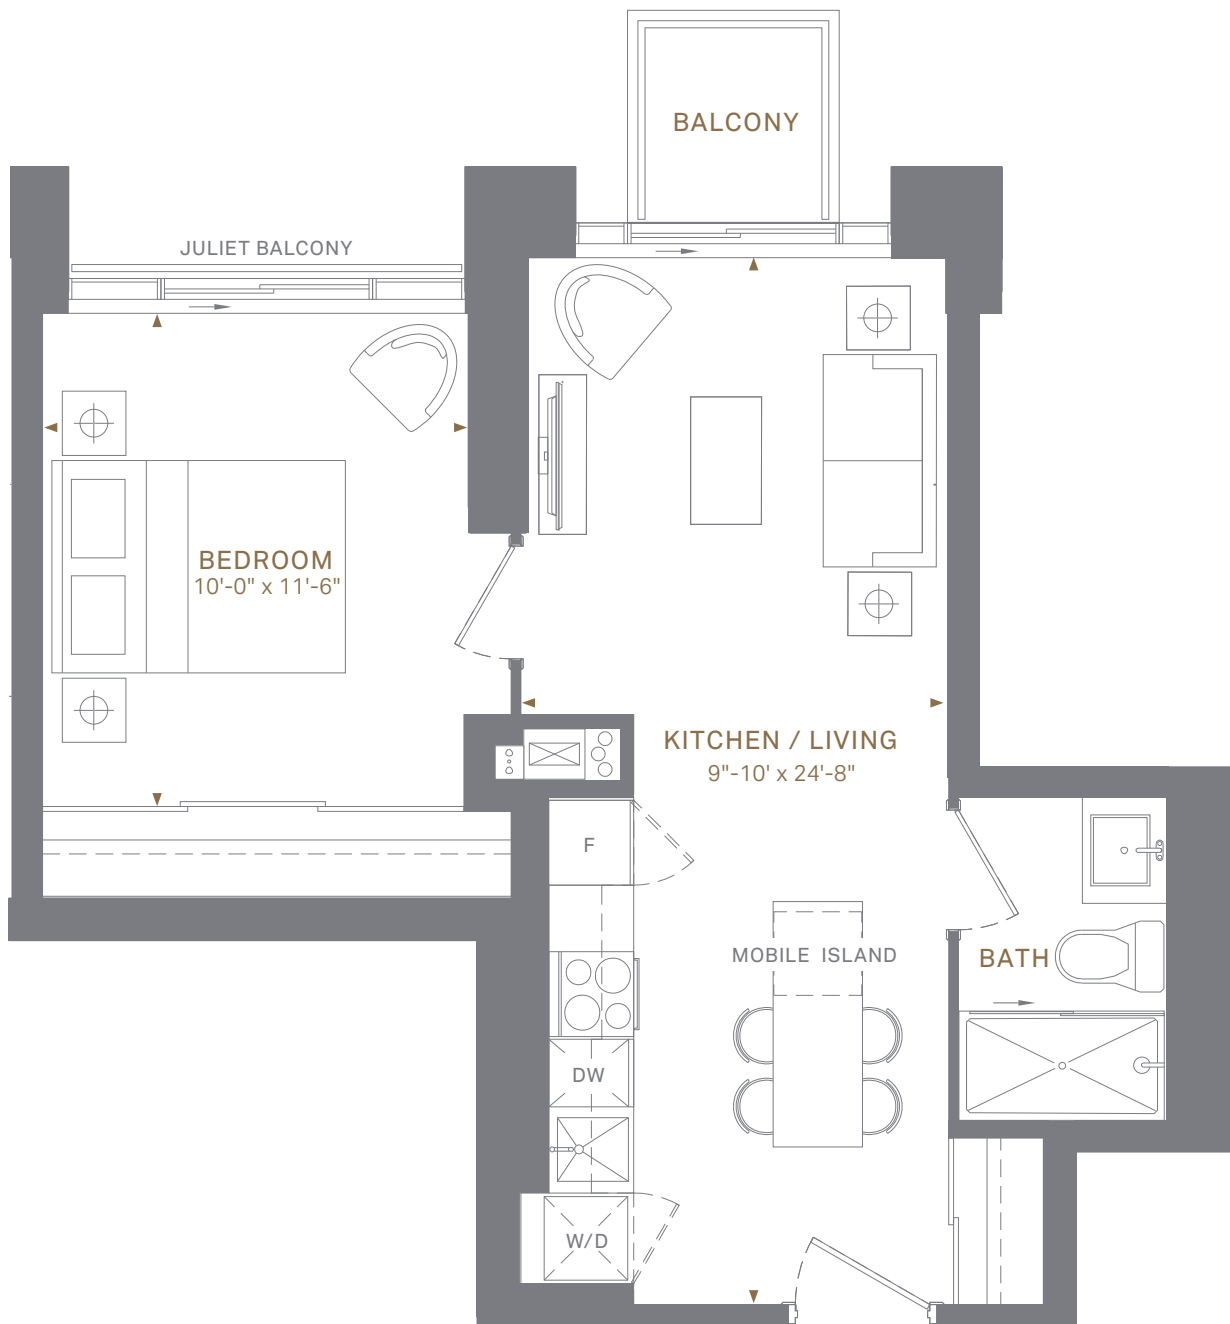 BALCONY
JULIET BALCONY
BEDROOM
10'-0" x 11'-6"
KITCHEN / LIVING
9"-10' x 24'-8"
F
MOBILE ISLAND
BATH
DW
W/D